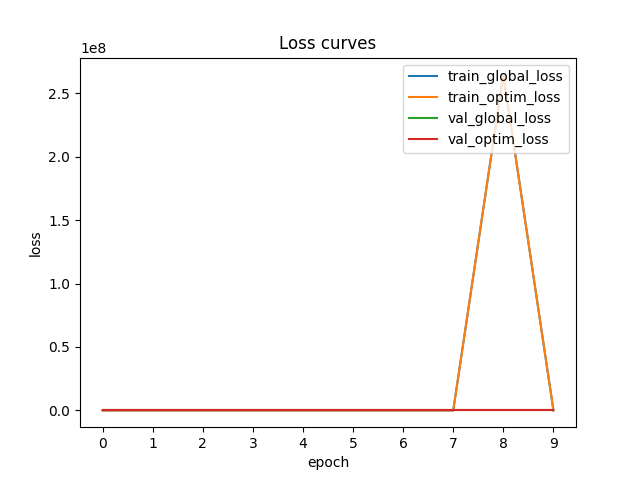 Loss curves
1e8
train_global_loss
train_optim_loss
val_global_loss
val_optim_loss
2.5
2.0
1.5
1.0
0.5
0.0
loss
0 1 2 3 4 5 6 7 8 9
epoch